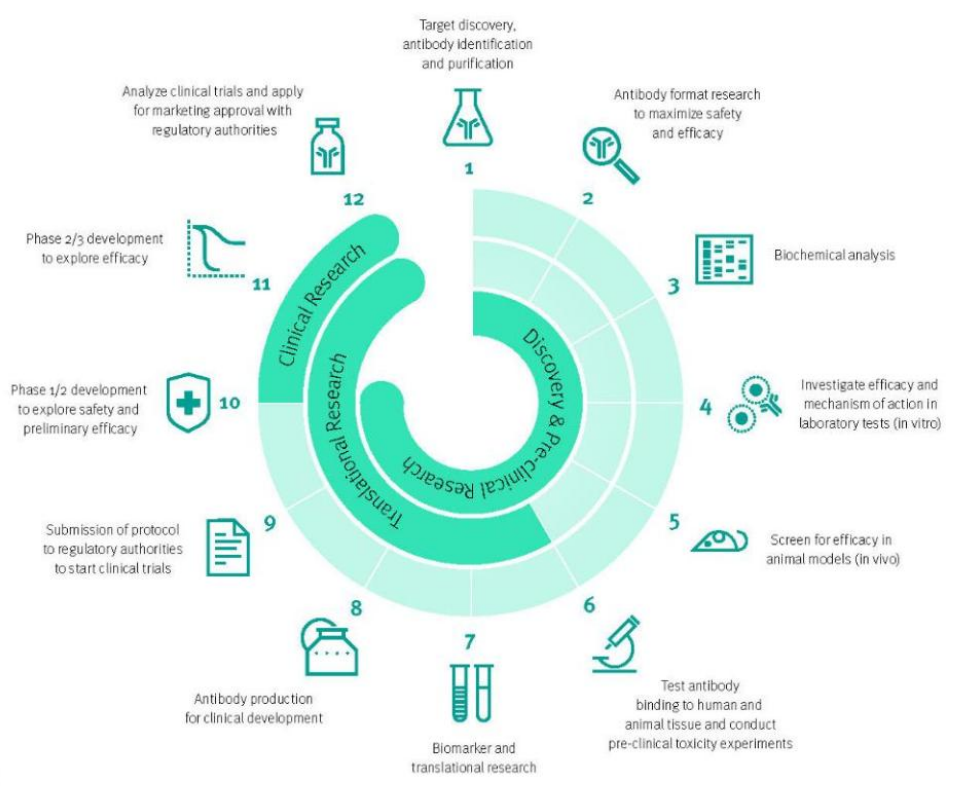 Target discovery,
antibody identification
and purification
1
Antibody format research
to maximize safety
and efficacy
2
Biochemical analysis
3
Investigate efficacy and
mechanism of action in
laboratory tests (in vitro)
4
Screen for efficacy in
animal models (in vivo)
5
Test antibody
binding to human and
animal tissue and conduct
pre-clinical toxicity experiments
6
Biomarker and
translational research
7
Antibody production
for clinical development
8
Submission of protocol
to regulatory authorities
to start clinical trials
9
Phase 1/2 development
to explore safety and
preliminary efficacy
10
Phase 2/3 development
to explore efficacy
11
Analyze clinical trials and apply
for marketing approval with
regulatory authorities
12
Clinical Research
Translational Research
Discovery & Pre-clinical Research